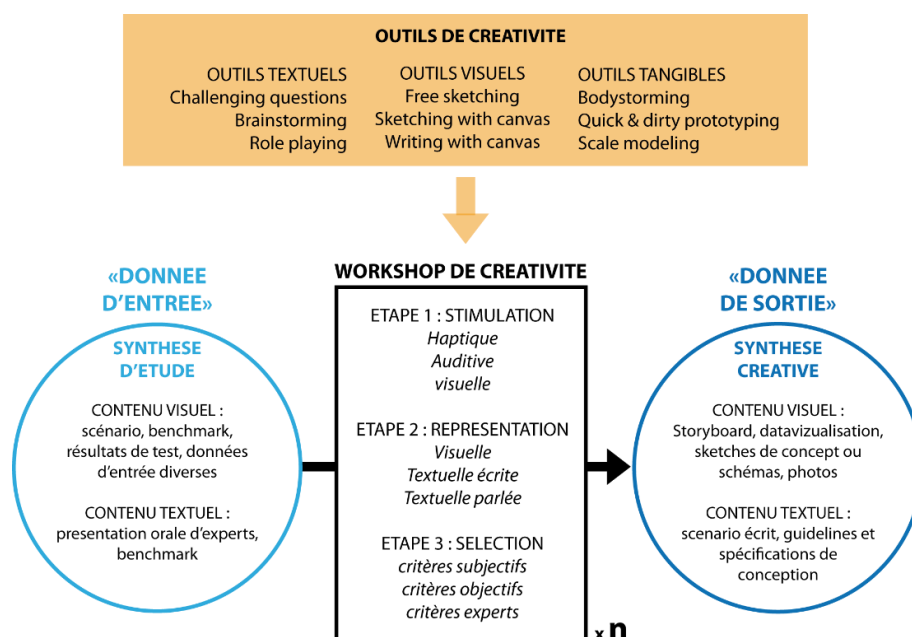 OUTILS DE CREATIVITE
OUTILS TEXTUELS
Challenging questions
Brainstorming
Role playing
OUTILS VISUELS
Free sketching
Sketching with canvas
Writing with canvas
OUTILS TANGIBLES
Bodystorming
Quick & dirty prototyping
Scale modeling
«DONNEE
D'ENTREE»
SYNTHESE
D'ETUDE
CONTENU VISUEL :
scénario, benchmark,
résultats de test, données
d'entrée diverses
CONTENU TEXTUEL :
presentation orale d'experts,
benchmark
WORKSHOP DE CREATIVITE
ETAPE 1 : STIMULATION
Haptique
Auditive
visuelle
ETAPE 2 : REPRESENTATION
Visuelle
Textuelle écrite
Textuelle parlée
ETAPE 3 : SELECTION
critères subjectifs
critères objectifs
critères experts
x n
«DONNEE
DE SORTIE»
SYNTHESE
CREATIVE
CONTENU VISUEL :
Storyboard, datavizualisation,
sketches de concept ou
schémas, photos
CONTENU TEXTUEL :
scenario écrit, guidelines et
spécifications de
conception